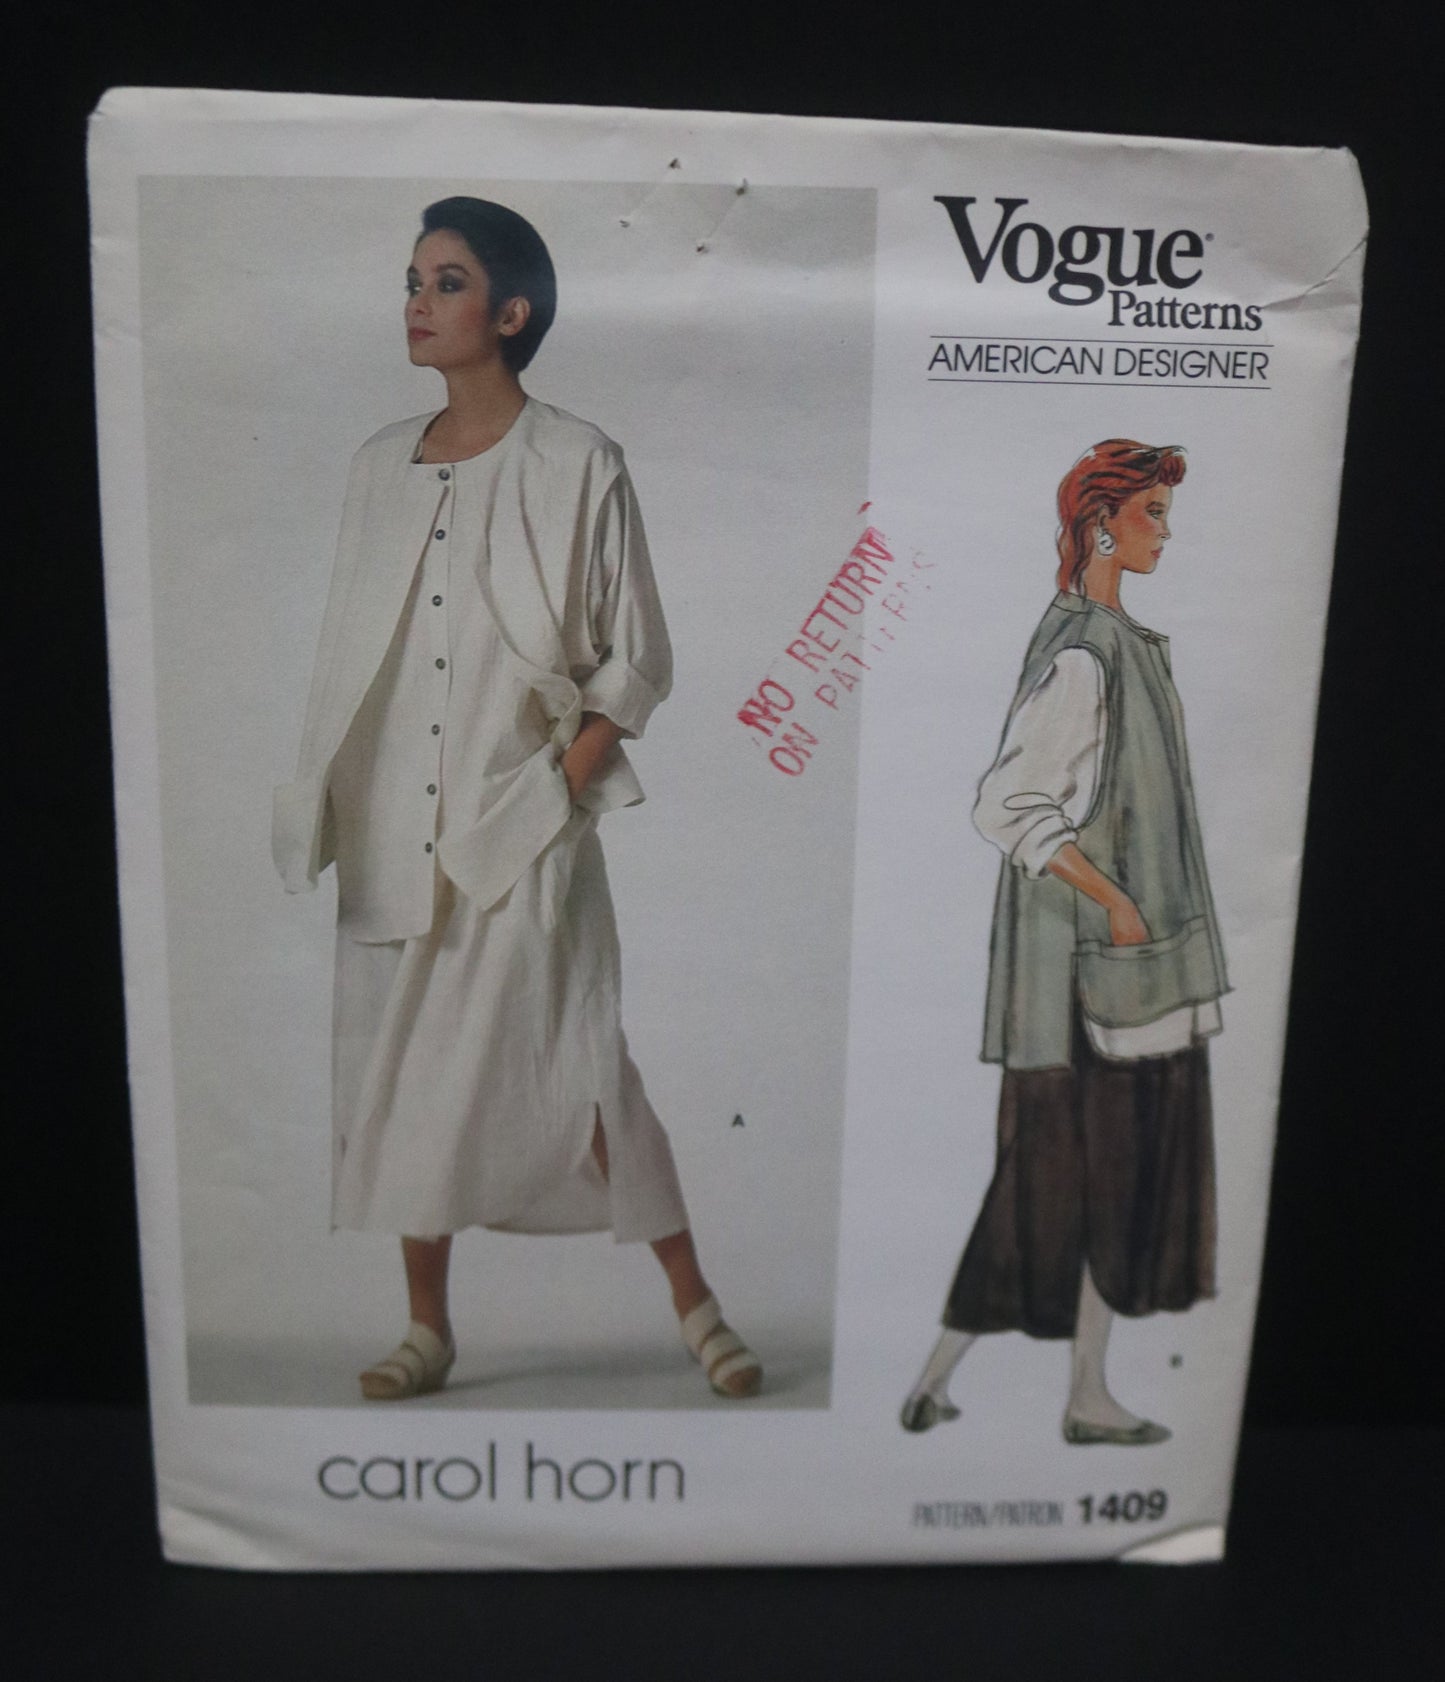 Vogue®
Patterns
AMERICAN DESIGNER
NO RETURN
ON PATTERNS
A
B
carol horn
PATTERN/PATRON 1409